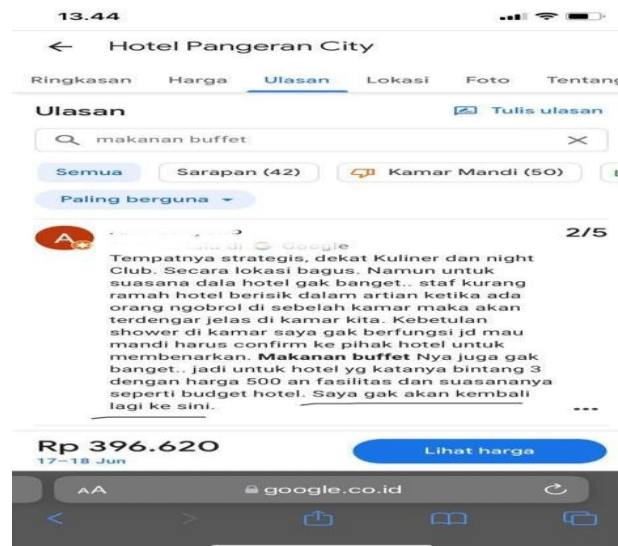 13.44
← Hotel Pangeran City
Ringkasan Harga Ulasan Lokasi Foto Tentang
Ulasan Tulis ulasan
makanan buffet
Semua Sarapan (42) Kamar Mandi (50)
Paling berguna
A 2/5
di Google
Tempatnya strategis, dekat Kuliner dan night
Club. Secara lokasi bagus. Namun untuk
suasana dala hotel gak banget.. staf kurang
ramah hotel berisik dalam artian ketika ada
orang ngobrol di sebelah kamar maka akan
terdengar jelas di kamar kita. Kebetulan
shower di kamar saya gak berfungsi jd mau
mandi harus confirm ke pihak hotel untuk
membenarkan. Makanan buffet Nya juga gak
banget.. jadi untuk hotel yg katanya bintang 3
dengan harga 500 an fasilitas dan suasananya
seperti budget hotel. Saya gak akan kembali
lagi ke sini.
Rp 396.620 Lihat harga
17–18 Jun
AA google.co.id